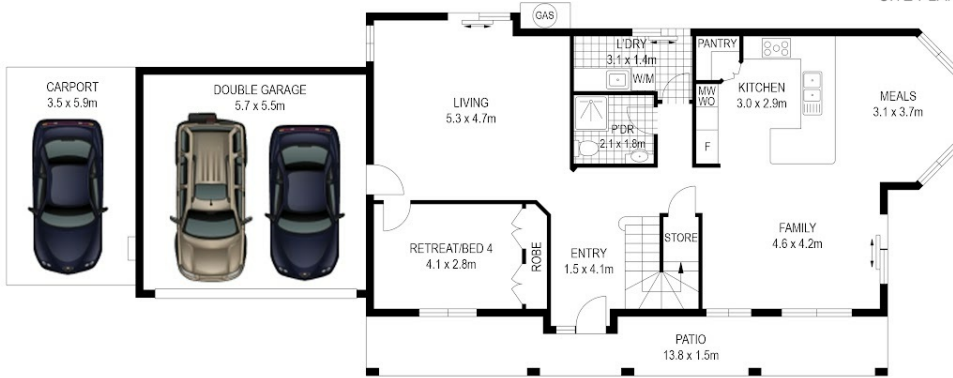 GAS
CARPORT
3.5 x 5.9m
DOUBLE GARAGE
5.7 x 5.5m
LIVING
5.3 x 4.7m
L'DRY
3.1 x 1.4m
W/M
PANTRY
KITCHEN
3.0 x 2.9m
MW
WO
F
MEALS
3.1 x 3.7m
P'DR
2.1 x 1.8m
RETREAT/BED 4
4.1 x 2.8m
ROBE
ENTRY
1.5 x 4.1m
STORE
FAMILY
4.6 x 4.2m
PATIO
13.8 x 1.5m